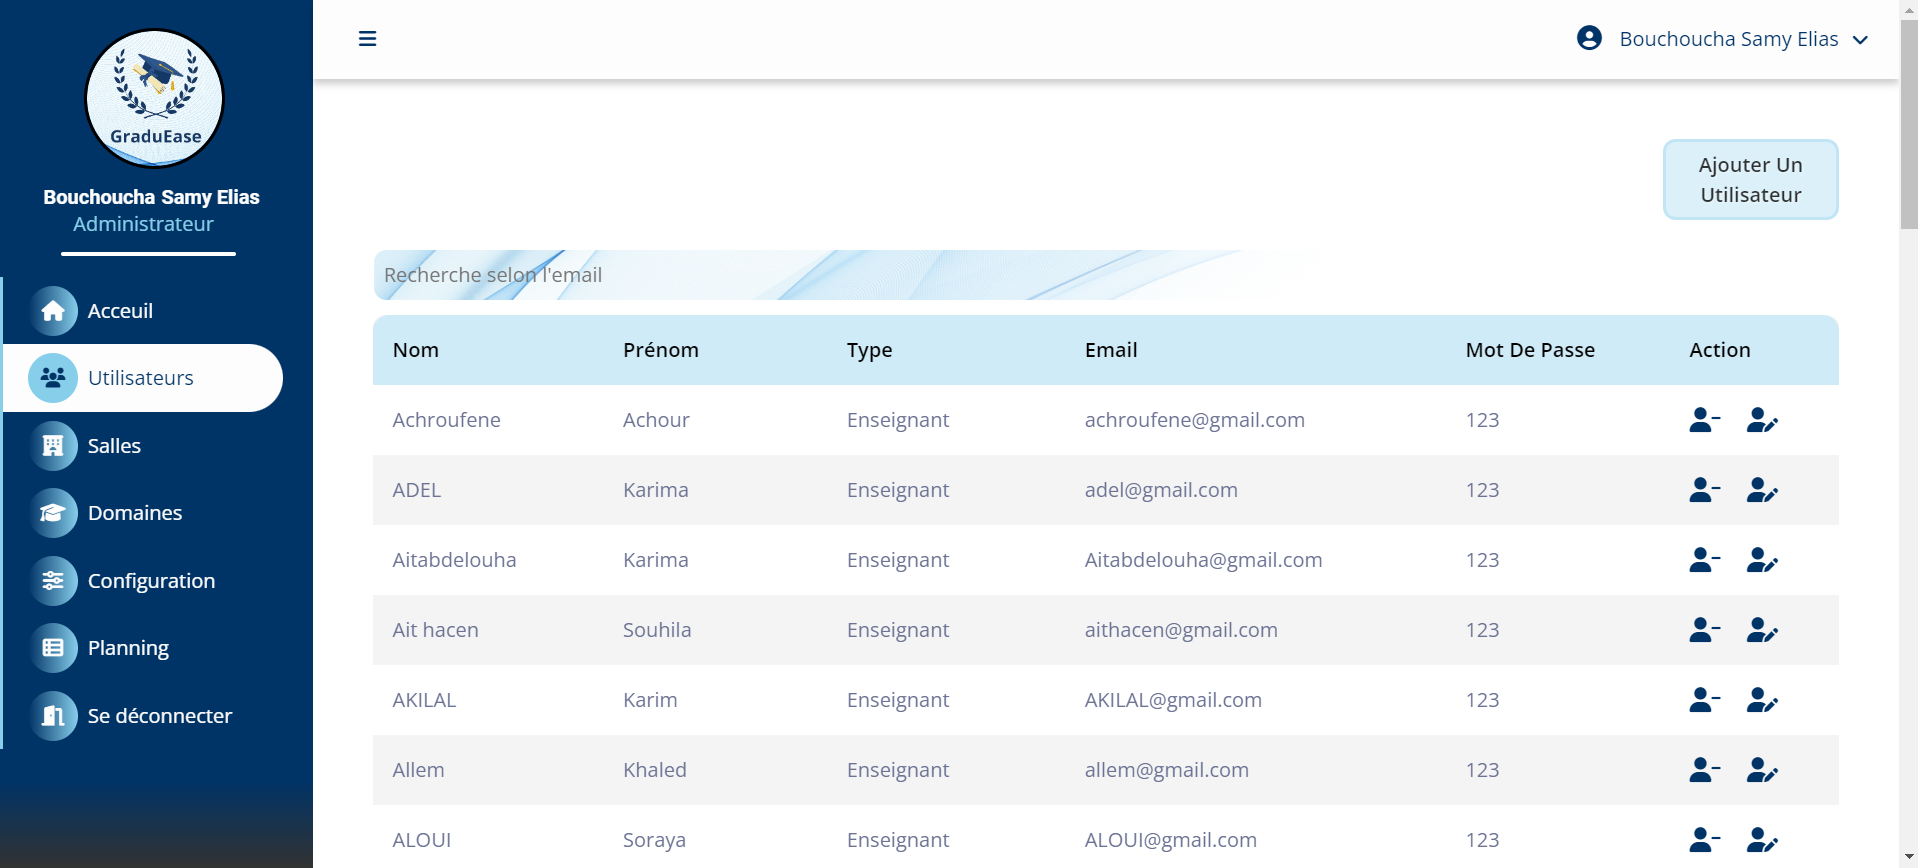 GraduEase
Bouchoucha Samy Elias
Administrateur
Acceuil
Utilisateurs
Salles
Domaines
Configuration
Planning
Se déconnecter
Bouchoucha Samy Elias
Ajouter Un
Utilisateur
Recherche selon l'email
Nom Prénom Type Email Mot De Passe Action
Achroufene Achour Enseignant achroufene@gmail.com 123
ADEL Karima Enseignant adel@gmail.com 123
Aitabdelouha Karima Enseignant Aitabdelouha@gmail.com 123
Ait hacen Souhila Enseignant aithacen@gmail.com 123
AKILAL Karim Enseignant AKILAL@gmail.com 123
Allem Khaled Enseignant allem@gmail.com 123
ALOUI Soraya Enseignant ALOUI@gmail.com 123